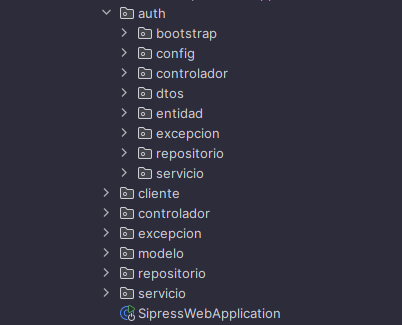 auth
bootstrap
config
controlador
dtos
entidad
excepcion
repositorio
servicio
cliente
controlador
excepcion
modelo
repositorio
servicio
SipressWebApplication